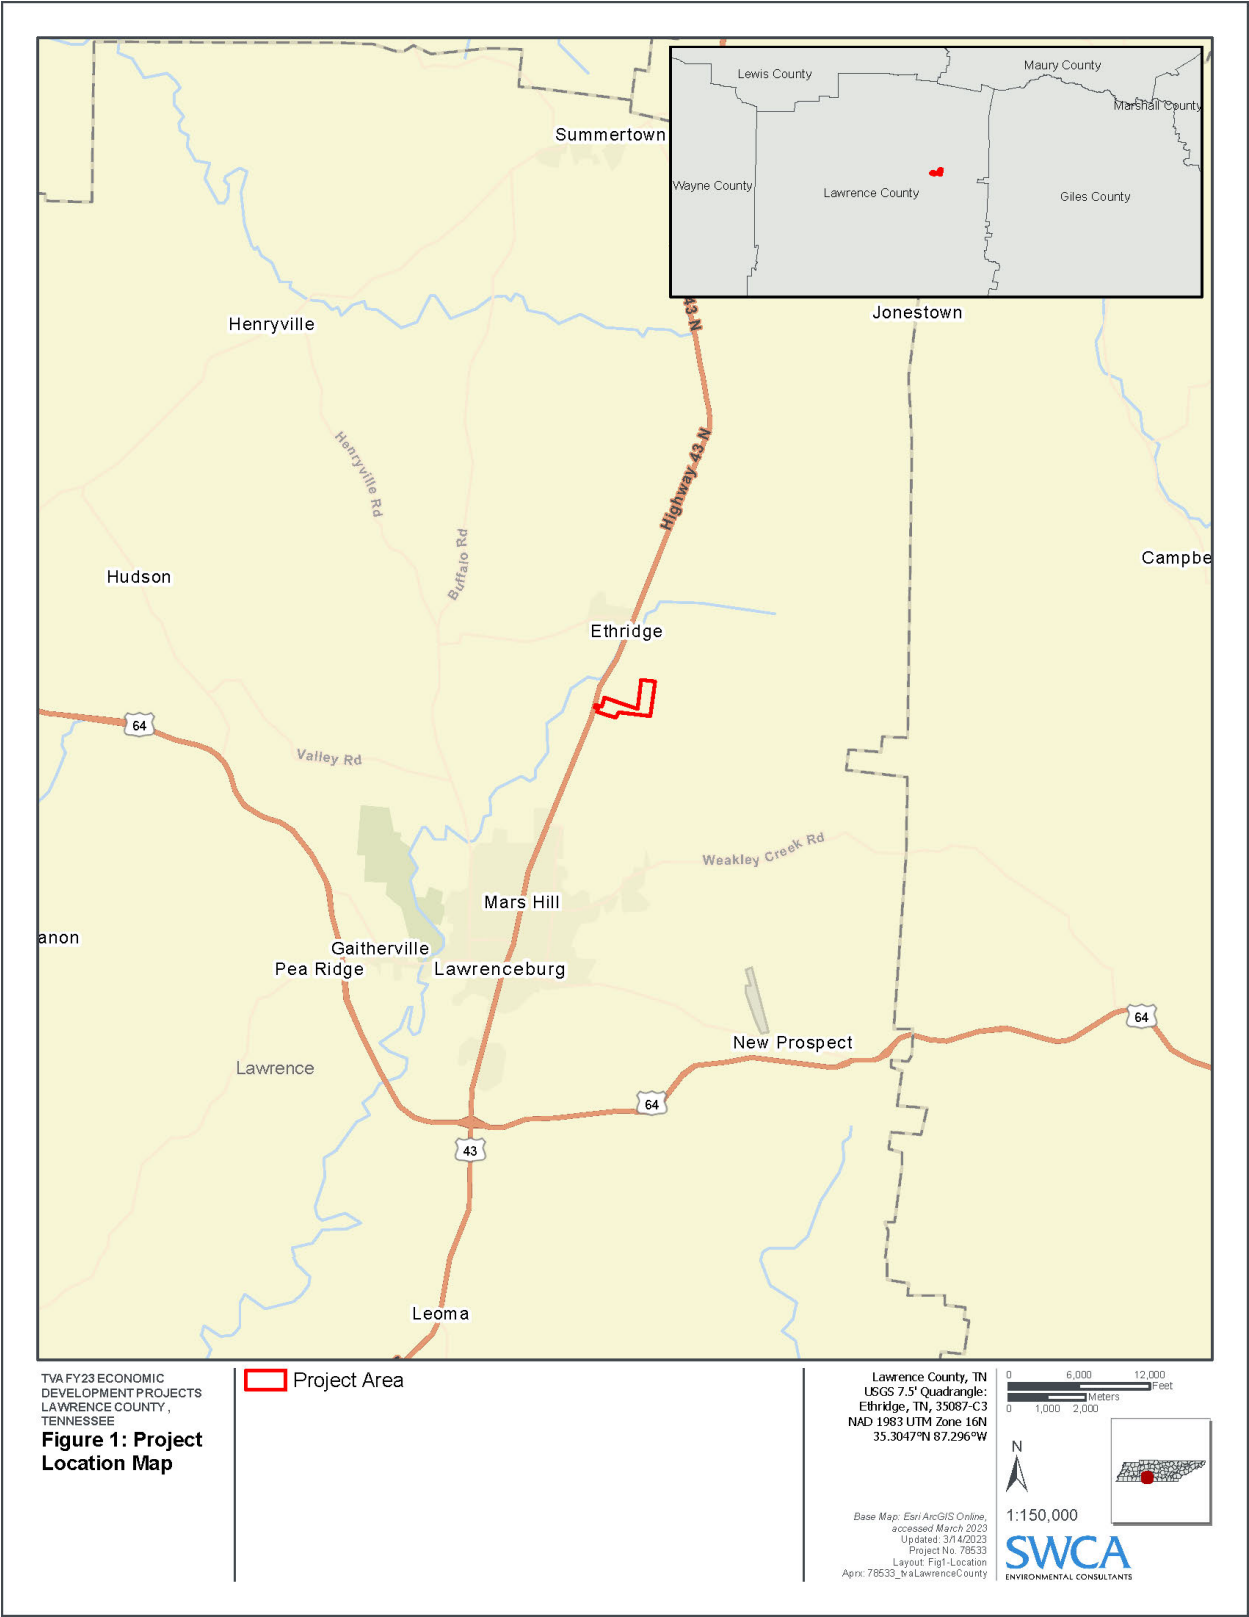 Lewis County
Maury County
Marshall County
Wayne County
Lawrence County
Giles County
Summertown
43 N
Jonestown
Henryville
Henryville Rd
Highway 43 N
Buffalo Rd
Campbe
Hudson
Ethridge
64
Valley Rd
Weakley Creek Rd
Mars Hill
anon
Gaitherville
Pea Ridge
Lawrenceburg
64
New Prospect
Lawrence
64
43
Leoma
TVA FY23 ECONOMIC
DEVELOPMENT PROJECTS
LAWRENCE COUNTY ,
TENNESSEE
Figure 1: Project
Location Map
Project Area
Lawrence County, TN
USGS 7.5' Quadrangle:
Ethridge, TN, 35087-C3
NAD 1983 UTM Zone 16N
35.3047°N 87.296°W
Base Map: Esri ArcGIS Online,
accessed March 2023
Updated: 3/14/2023
Project No. 78533
Layout: Fig1-Location
Aprx: 78533_tvaLawrenceCounty
0 6,000 12,000
Feet
Meters
0 1,000 2,000
N
1:150,000
SWCA
ENVIRONMENTAL CONSULTANTS